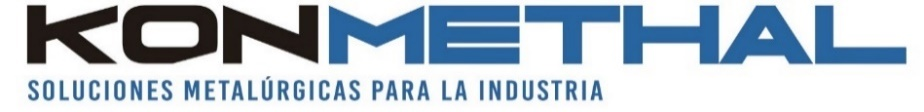 KONMETHAL
SOLUCIONES METALÚRGICAS PARA LA INDUSTRIA